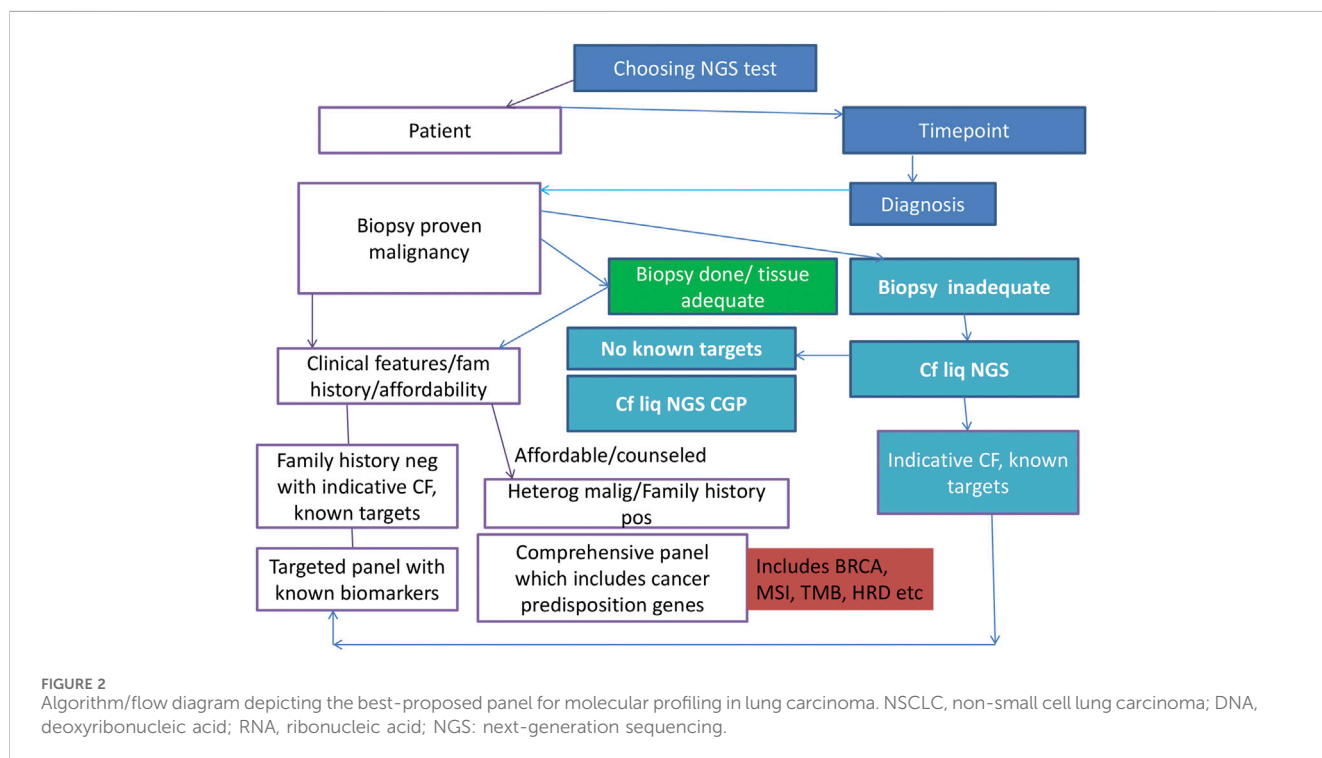 Choosing NGS test
Patient
Timepoint
Diagnosis
Biopsy proven
malignancy
Biopsy done/ tissue
adequate
Biopsy inadequate
No known targets
Cf liq NGS
Clinical features/fam
history/affordability
Cf liq NGS CGP
Affordable/counseled
Family history neg
with indicative CF,
known targets
Heterog malig/Family history
pos
Indicative CF, known
targets
Targeted panel with
known biomarkers
Comprehensive panel
which includes cancer
predisposition genes
Includes BRCA,
MSI, TMB, HRD etc
FIGURE 2
Algorithm/flow diagram depicting the best-proposed panel for molecular profiling in lung carcinoma. NSCLC, non-small cell lung carcinoma; DNA,
deoxyribonucleic acid; RNA, ribonucleic acid; NGS: next-generation sequencing.